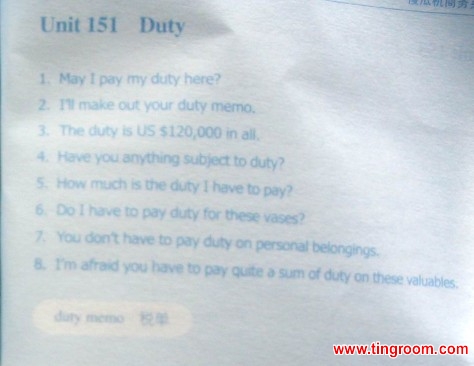 Unit 151 Duty
1. May I pay my duty here?
2. I'll make out your duty memo.
3. The duty is US $120,000 in all.
4. Have you anything subject to duty?
5. How much is the duty I have to pay?
6. Do I have to pay duty for these vases?
7. You don't have to pay duty on personal belongings.
8. I'm afraid you have to pay quite a sum of duty on these valuables.
duty memo 税单
www.tingroom.com